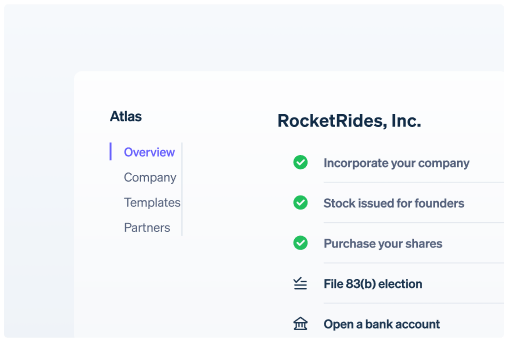 Atlas
Overview
Company
Templates
Partners
RocketRides, Inc.
Incorporate your company
Stock issued for founders
Purchase your shares
File 83(b) election
Open a bank account